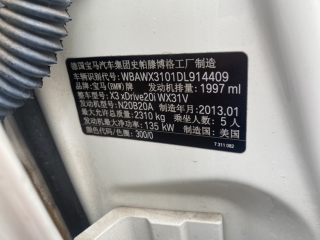 德国宝马汽车集团史帕滕博格工厂制造
车辆识别代号: WBAWX3101DL914409
品牌: 宝马(BMW)牌 发动机排量: 1997 ml
整车型号: X3 xDrive20i WX31V
发动机型号: N20B20A 制造年月: 2013.01
最大允许总质量: 2310 kg 乘坐人数: 5 人
发动机最大净功率: 135 kW 制造国: 美国
颜色: 300/0
7 311 092